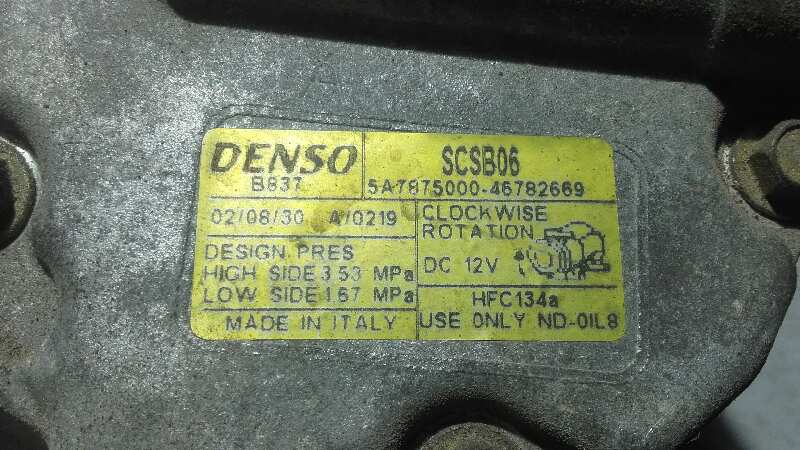 DENSO
B837
SCSB06
5A7875000-46782669
02/08/30 A/0219
CLOCKWISE
ROTATION
DESIGN PRES
HIGH SIDE 3.53 MPa
LOW SIDE 1.67 MPa
DC 12V
HFC134a
MADE IN ITALY
USE ONLY ND-OIL8